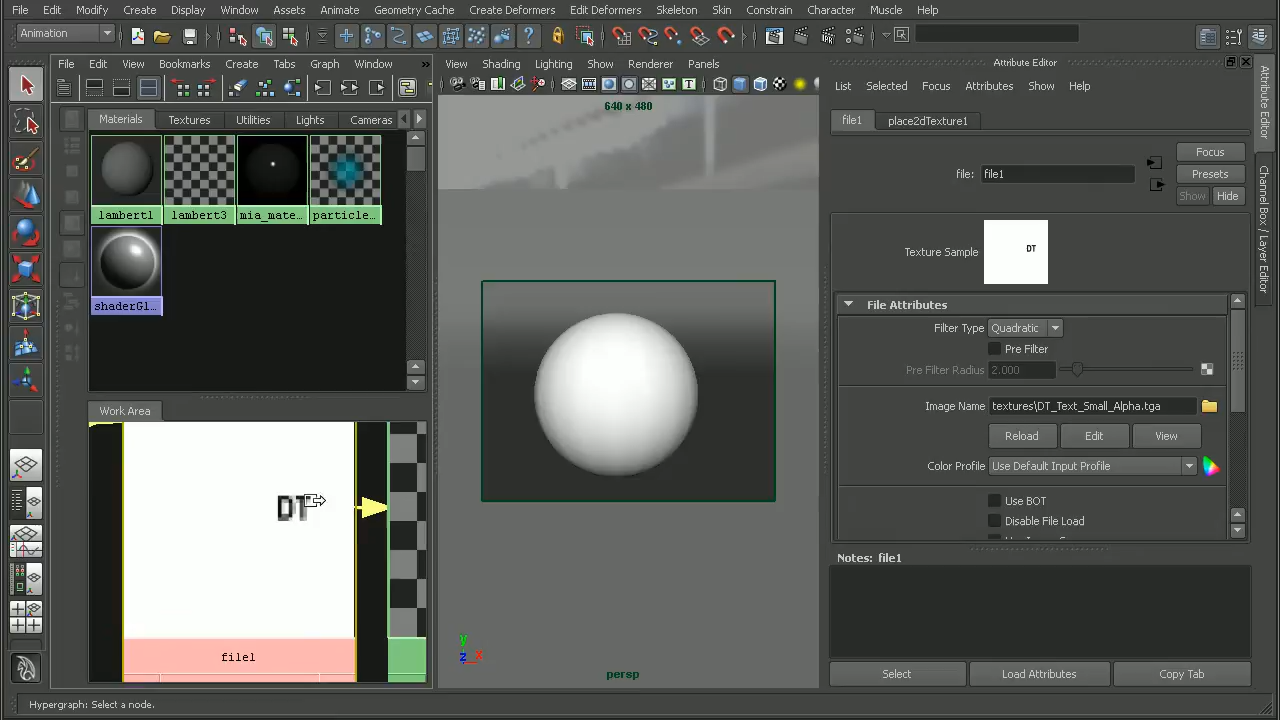 File Edit Modify Create Display Window Assets Animate Geometry Cache Create Deformers Edit Deformers Skeleton Skin Constraint Character Muscle Help
Animation
File Edit View Bookmarks Create Tabs Graph Window »
View Shading Lighting Show Renderer Panels
Attribute Editor
List Selected Focus Attributes Show Help
Materials Textures Utilities Lights Cameras
640 x 480
file1 place2dTexture1
Focus
file: file1
Presets
Show Hide
lambert1 lambert3 mia_mate... particle...
Texture Sample
DT
shaderGl...
File Attributes
Filter Type Quadratic
Pre Filter
Pre Filter Radius 2.000
Image Name textures\DT_Text_Small_Alpha.tga
Work Area
Reload Edit View
Color Profile Use Default Input Profile
DT
Use BOT
Disable File Load
Notes: file1
file1
y
z x
persp
Select Load Attributes Copy Tab
Hypergraph: Select a node.
Attribute Editor
Channel Box / Layer Editor